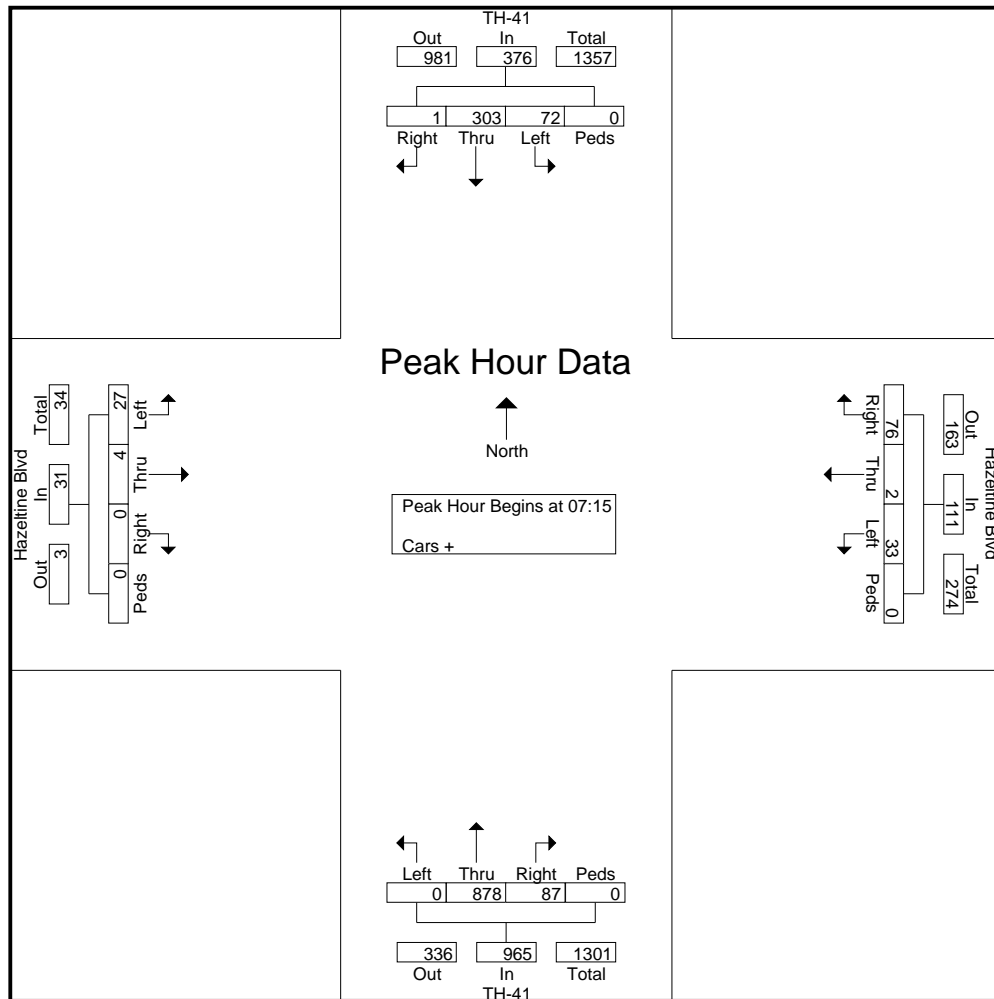 TH-41
Out In Total
981 376 1357
1 303 72 0
Right Thru Left Peds
Peak Hour Data
North
Peak Hour Begins at 07:15
Cars +
Hazeltine Blvd
Total In Out
34 31 3
27 4 0 0
Left Thru Right Peds
Right Thru Left Peds
76 2 33 0
Out In Total
163 111 274
Hazeltine Blvd
Left Thru Right Peds
0 878 87 0
336 965 1301
Out In Total
TH-41